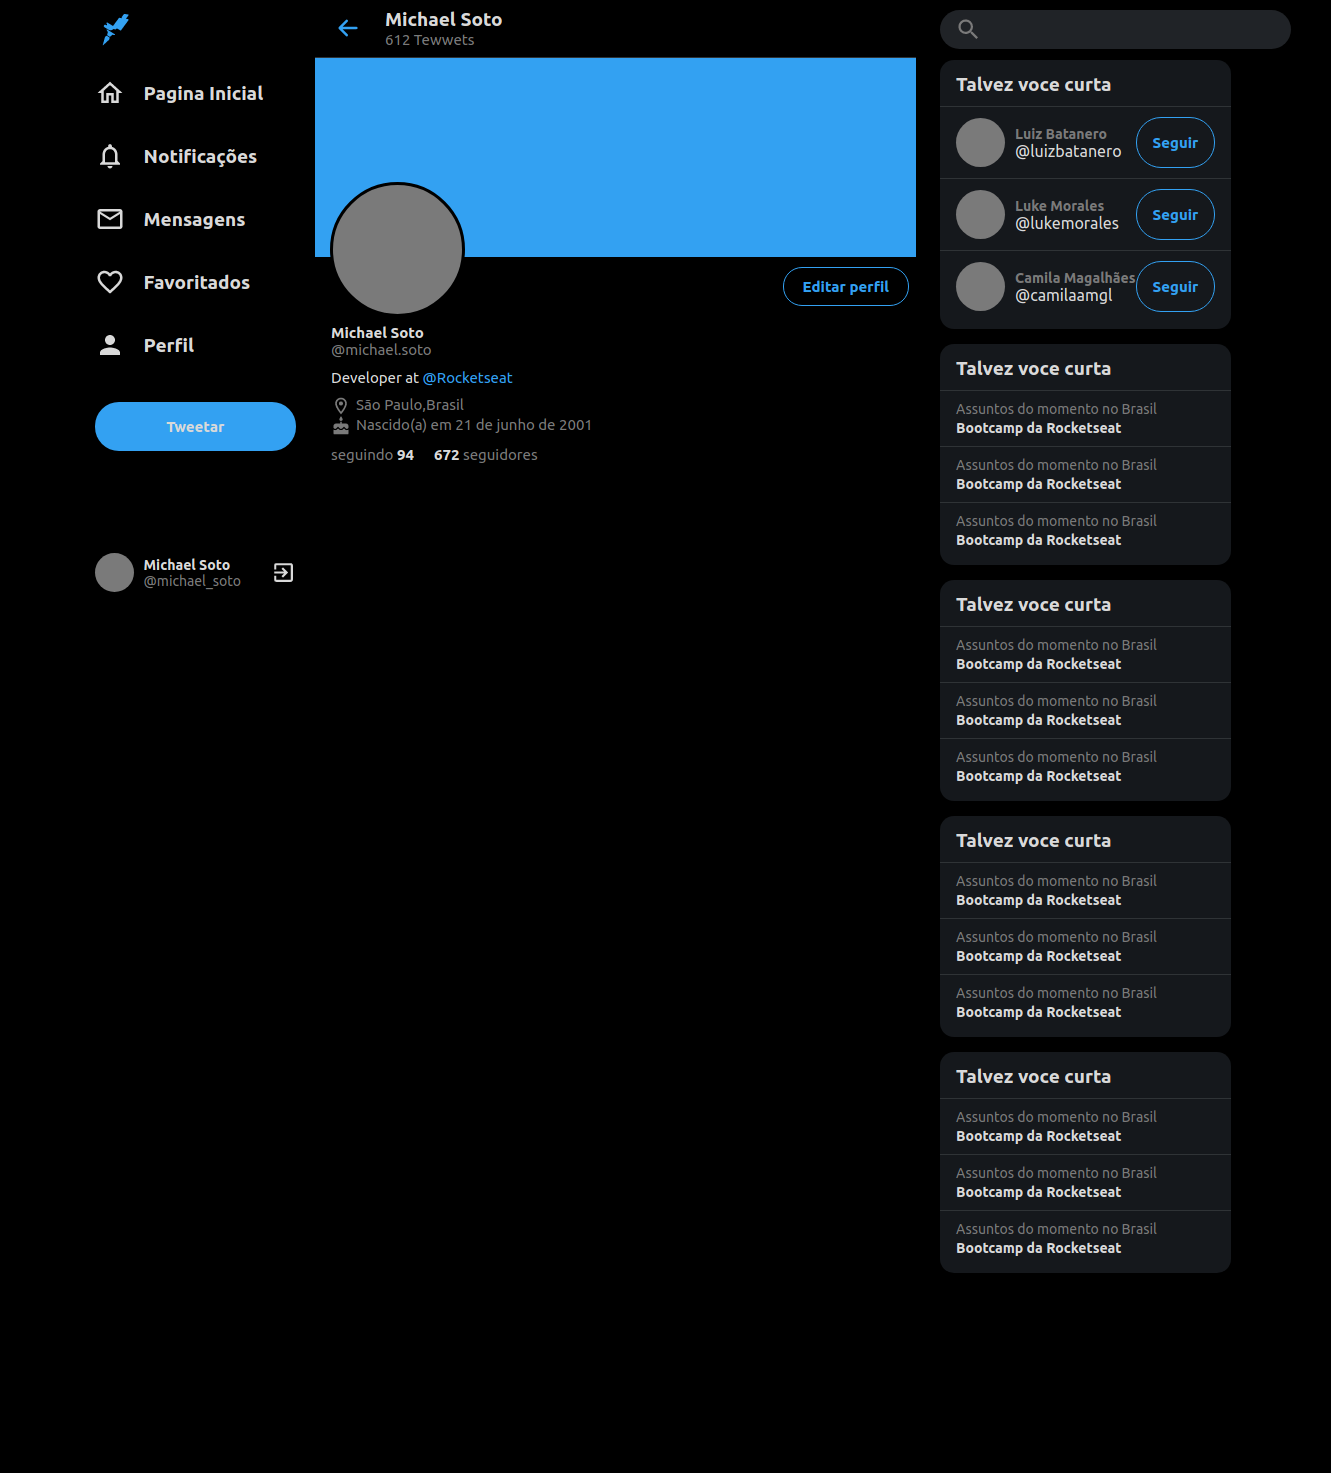 Pagina Inicial
Notificações
Mensagens
Favoritados
Perfil
Tweetar
Michael Soto
@michael_soto
Michael Soto
612 Tewwets
Editar perfil
Michael Soto
@michael.soto
Developer at @Rocketseat
São Paulo,Brasil
Nascido(a) em 21 de junho de 2001
seguindo 94 672 seguidores
Talvez voce curta
Luiz Batanero
@luizbatanero
Seguir
Luke Morales
@lukemorales
Seguir
Camila Magalhães
@camilaamgl
Seguir
Talvez voce curta
Assuntos do momento no Brasil
Bootcamp da Rocketseat
Assuntos do momento no Brasil
Bootcamp da Rocketseat
Assuntos do momento no Brasil
Bootcamp da Rocketseat
Talvez voce curta
Assuntos do momento no Brasil
Bootcamp da Rocketseat
Assuntos do momento no Brasil
Bootcamp da Rocketseat
Assuntos do momento no Brasil
Bootcamp da Rocketseat
Talvez voce curta
Assuntos do momento no Brasil
Bootcamp da Rocketseat
Assuntos do momento no Brasil
Bootcamp da Rocketseat
Assuntos do momento no Brasil
Bootcamp da Rocketseat
Talvez voce curta
Assuntos do momento no Brasil
Bootcamp da Rocketseat
Assuntos do momento no Brasil
Bootcamp da Rocketseat
Assuntos do momento no Brasil
Bootcamp da Rocketseat